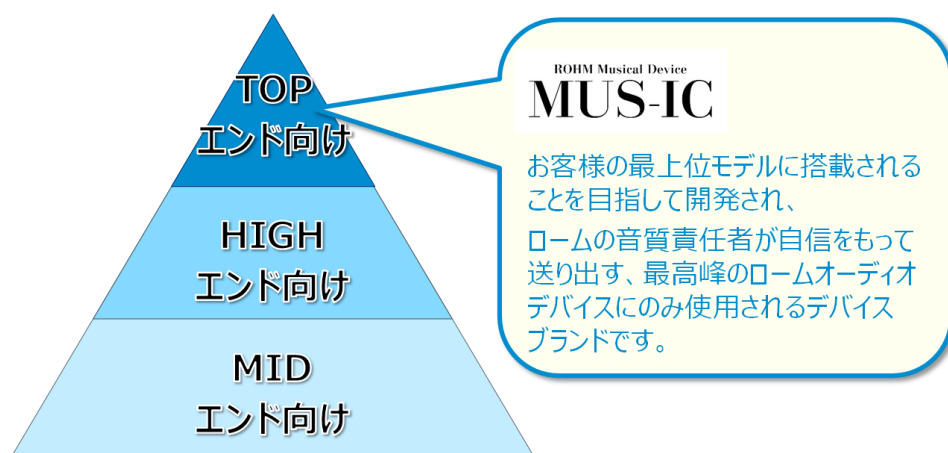 TOP
エンド向け
HIGH
エンド向け
MID
エンド向け
ROHM Musical Device
MUS-IC
お客様の最上位モデルに搭載される
ことを目指して開発され、
ロームの音質責任者が自信をもって
送り出す、最高峰のロームオーディオ
デバイスにのみ使用されるデバイス
ブランドです。